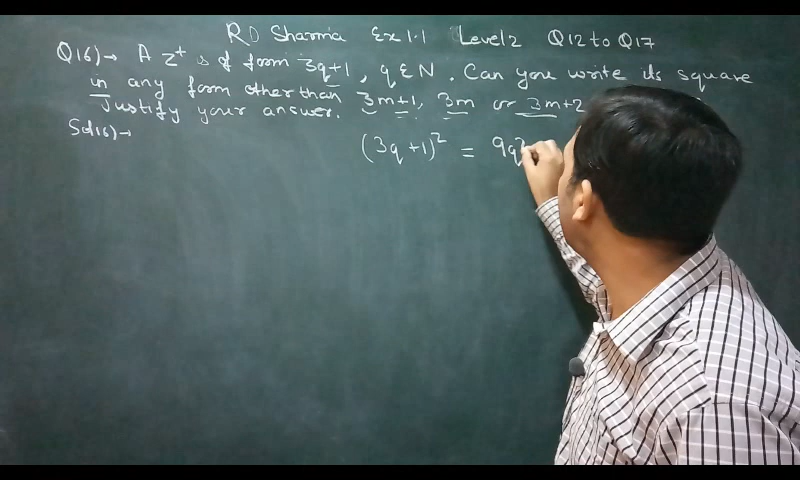 RD Sharma Ex 1.1 Level 2 Q12 to Q17
Q16)→ A Z⁺ is of form 3q+1, q ∈ N. Can you write its square
in any form other than 3m+1, 3m or 3m+2
Justify your answer.
Sol16)→
(3q+1)² = 9q²